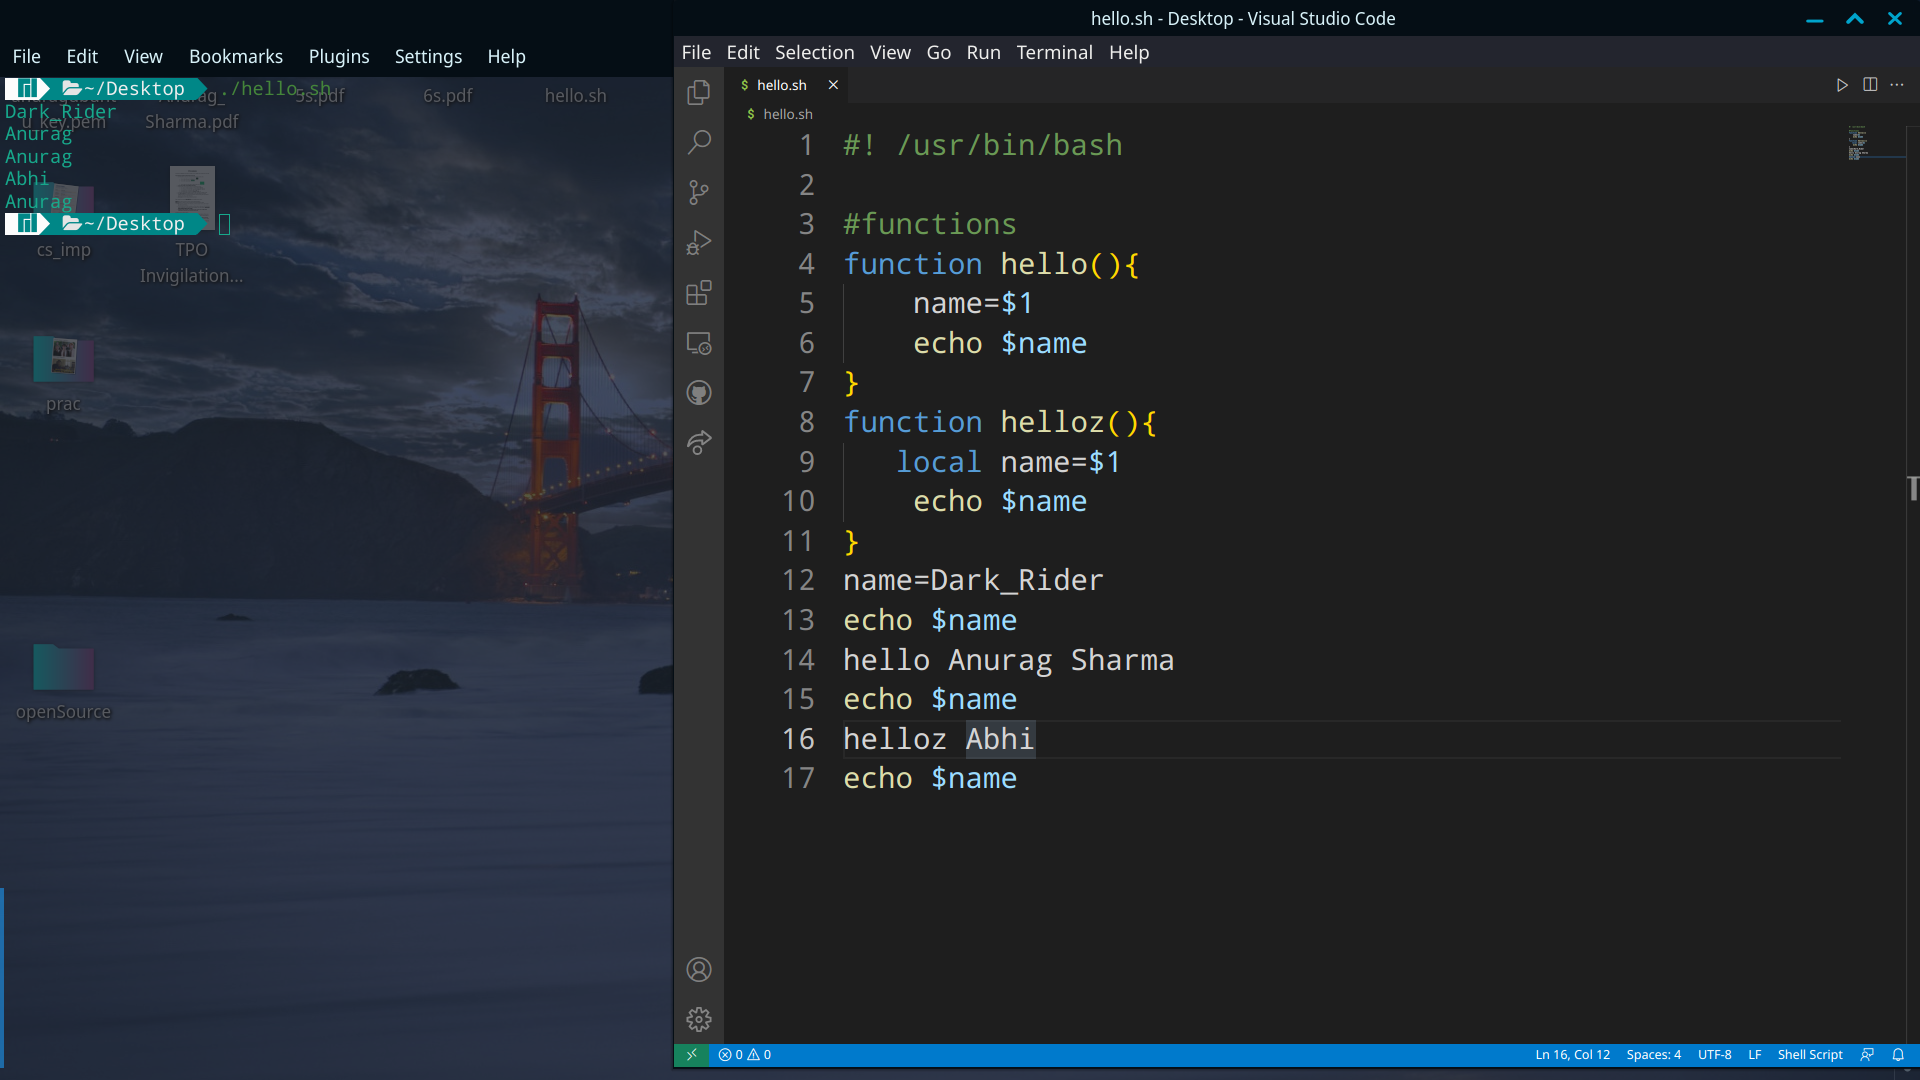 File Edit View Bookmarks Plugins Settings Help
~/Desktop ./hello.sh
Dark_Rider
Anurag
Anurag
Abhi
Anurag
~/Desktop
u_key.pem
Sharma.pdf
5s.pdf
6s.pdf
hello.sh
cs_imp
TPO
Invigilation...
prac
openSource
hello.sh - Desktop - Visual Studio Code
File Edit Selection View Go Run Terminal Help
$ hello.sh
$ hello.sh
1 #! /usr/bin/bash
2
3 #functions
4 function hello(){
5 name=$1
6 echo $name
7 }
8 function helloz(){
9 local name=$1
10 echo $name
11 }
12 name=Dark_Rider
13 echo $name
14 hello Anurag Sharma
15 echo $name
16 helloz Abhi
17 echo $name
T
0 0
Ln 16, Col 12 Spaces: 4 UTF-8 LF Shell Script